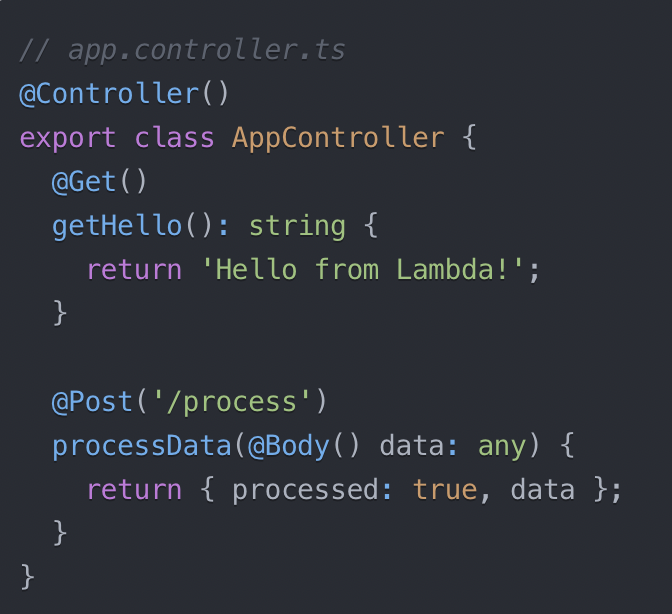 // app.controller.ts
@Controller()
export class AppController {
  @Get()
  getHello(): string {
    return 'Hello from Lambda!';
  }

  @Post('/process')
  processData(@Body() data: any) {
    return { processed: true, data };
  }
}